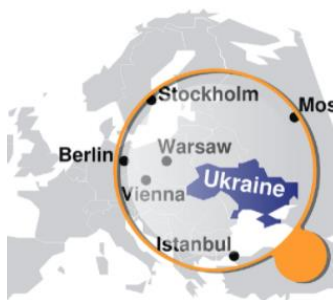 Stockholm
Mos
Berlin
Warsaw
Vienna
Ukraine
Istanbul